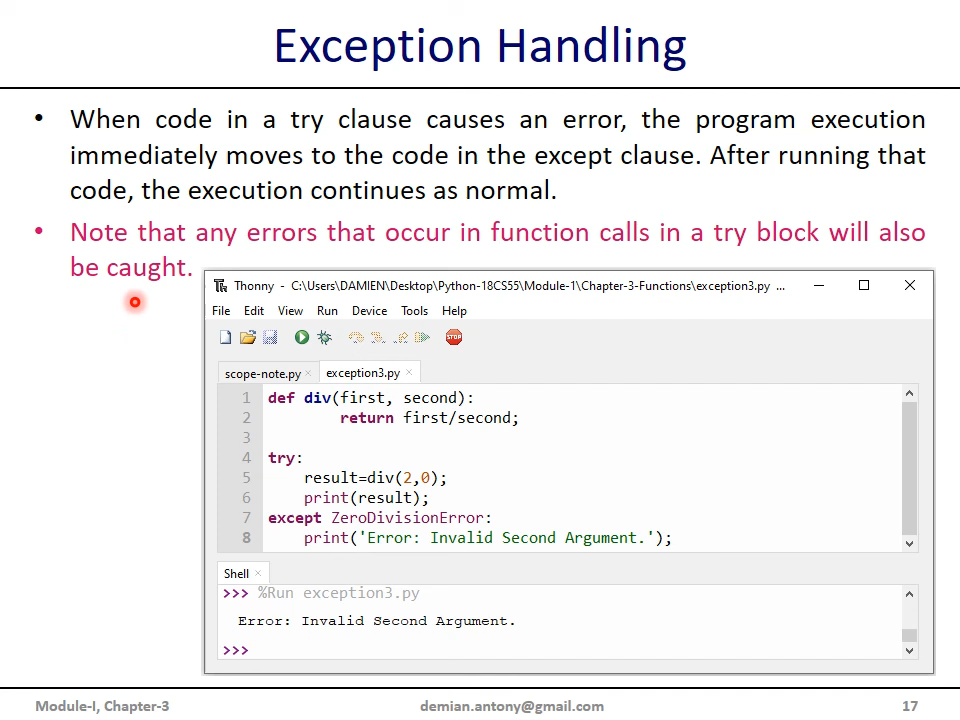 Exception Handling
• When code in a try clause causes an error, the program execution
immediately moves to the code in the except clause. After running that
code, the execution continues as normal.
• Note that any errors that occur in function calls in a try block will also
be caught.
Thonny - C:\Users\DAMIEN\Desktop\Python-18CS55\Module-1\Chapter-3-Functions\exception3.py ...
File Edit View Run Device Tools Help
STOP
scope-note.py × exception3.py ×
1 def div(first, second):
2 return first/second;
3
4 try:
5 result=div(2,0);
6 print(result);
7 except ZeroDivisionError:
8 print('Error: Invalid Second Argument.');
Shell ×
>>> %Run exception3.py
Error: Invalid Second Argument.
>>>
Module-I, Chapter-3 demian.antony@gmail.com 17